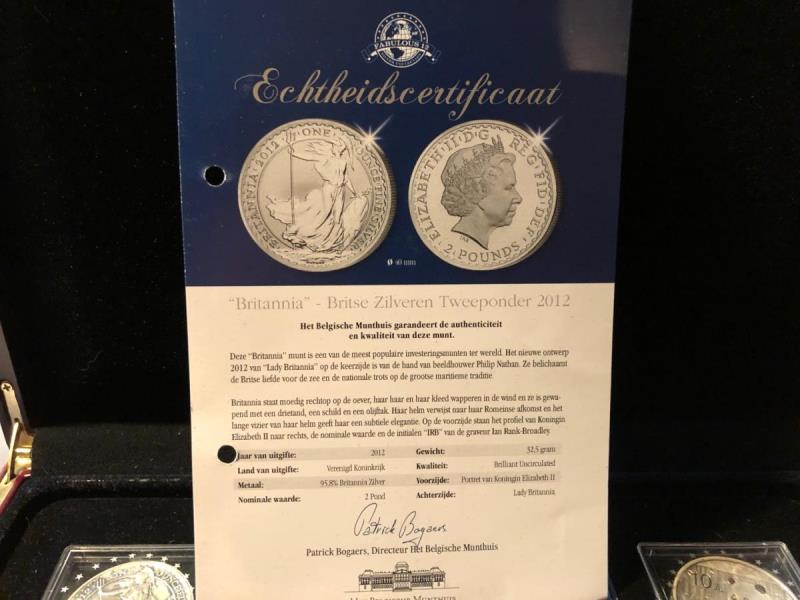 FABULOUS 12
Echtheidscertificaat
BRITANNIA 2012 ONE OUNCE FINE SILVER
ELIZABETH·II·D·G REG·FID·DEF
2·POUNDS
Ø 40 mm
“Britannia” - Britse Zilveren Tweeponder 2012
Het Belgische Munthuis garandeert de authenticiteit
en kwaliteit van deze munt.
Deze “Britannia” munt is een van de meest populaire investeringsmunten ter wereld. Het nieuwe ontwerp
2012 van “Lady Britannia” op de keerzijde is van de hand van beeldhouwer Philip Nathan. Ze belichaamt
de Britse liefde voor de zee en de nationale trots op de grootse maritieme traditie.
Britannia staat moedig rechtop op de oever, haar haar en haar kleed wapperen in de wind en ze is gewa-
pend met een drietand, een schild en een olijftak. Haar helm verwijst naar haar Romeinse afkomst en het
lange vizier van haar helm geeft haar een subtiele elegantie. Op de voorzijde staan het profiel van Koningin
Elizabeth II naar rechts, de nominale waarde en de initialen “IRB” van de graveur Ian Rank-Broadley.
Jaar van uitgifte: 2012 Gewicht: 32,5 gram
Land van uitgifte: Verenigd Koninkrijk Kwaliteit: Brilliant Uncirculated
Metaal: 95,8% Britannia Zilver Voorzijde: Portret van Koningin Elizabeth II
Nominale waarde: 2 Pond Achterzijde: Lady Britannia
Patrick Bogaers
Patrick Bogaers, Directeur Het Belgische Munthuis
Het Belgische Munthuis
10